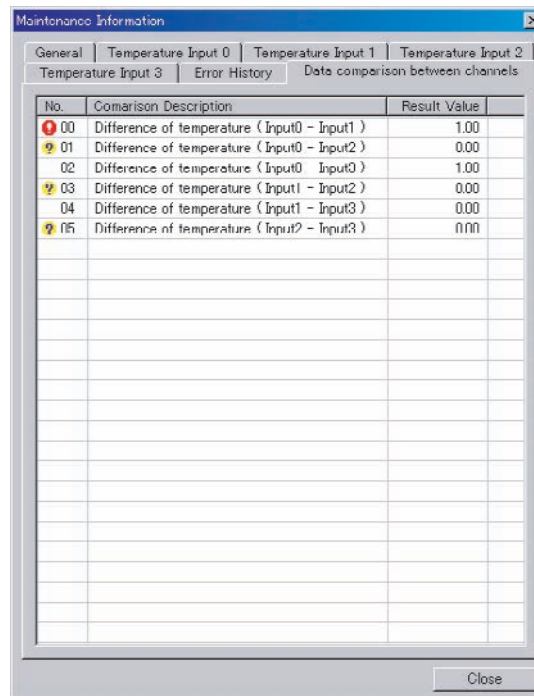 Maintenance Information
General Temperature Input 0 Temperature Input 1 Temperature Input 2
Temperature Input 3 Error History Data comparison between channels
No. Comarison Description Result Value
00 Difference of temperature ( Input0 - Input1 ) 1.00
01 Difference of temperature ( Input0 - Input2 ) 0.00
02 Difference of temperature ( Input0 Input3 ) 1.00
03 Difference of temperature ( Input1 - Input2 ) 0.00
04 Difference of temperature ( Input1 - Input3 ) 0.00
05 Difference of temperature ( Input2 - Input3 ) 0.00
Close